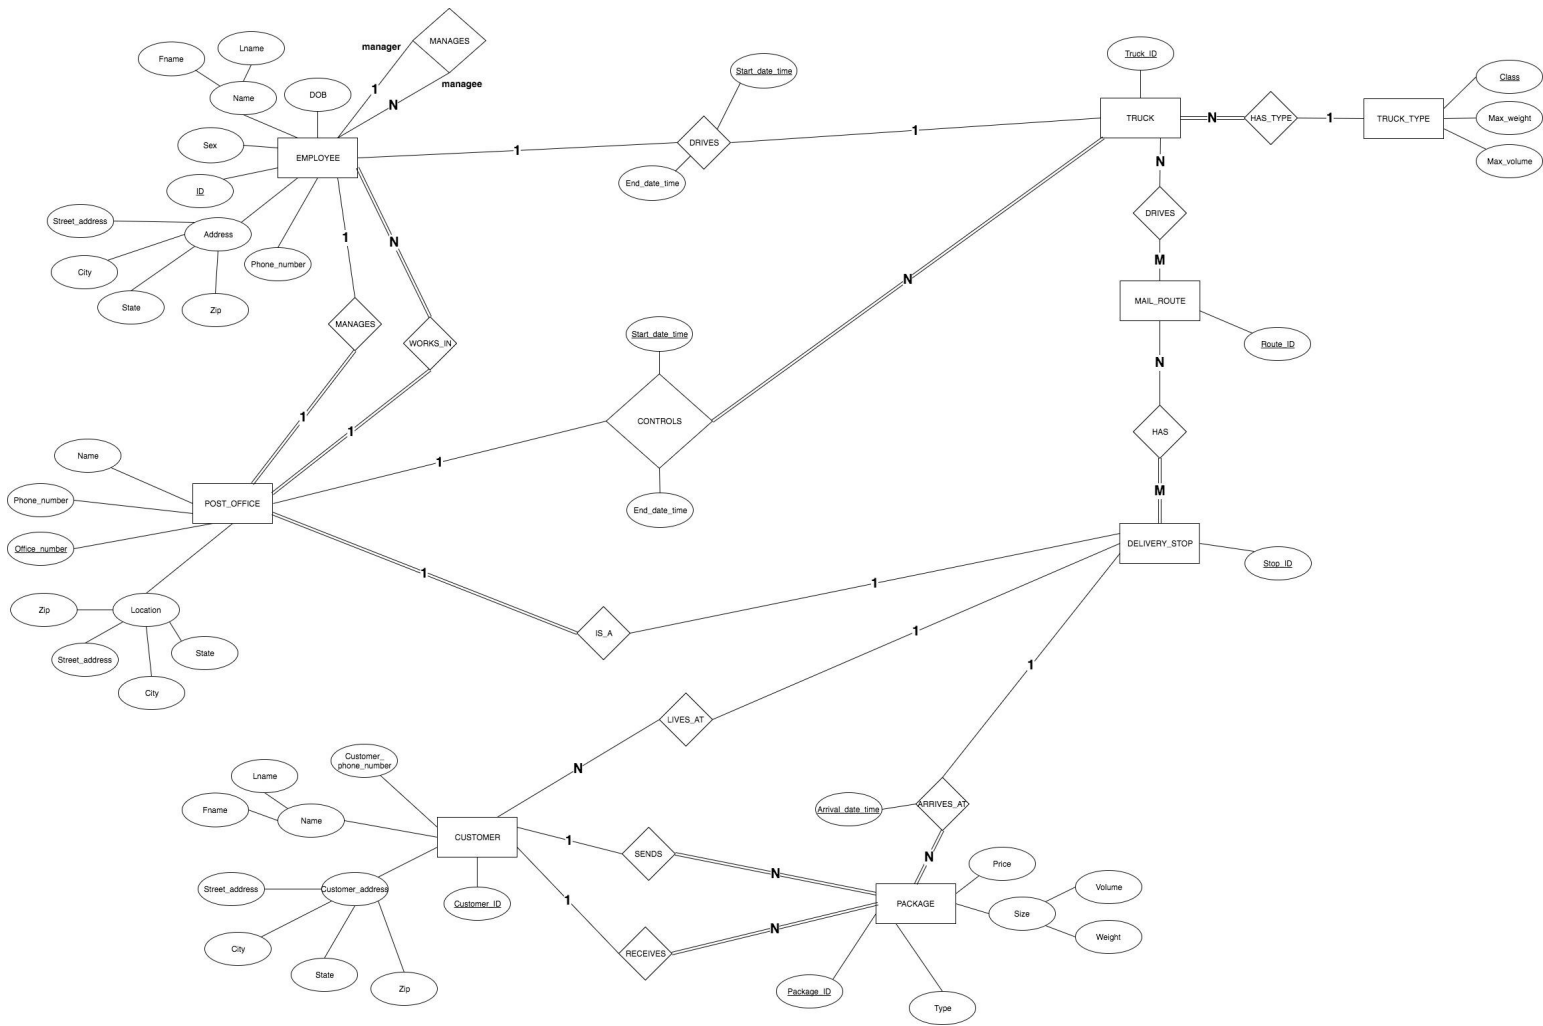 MANAGES
manager
managee
1
N
Lname
Fname
Name
DOB
Sex
ID
EMPLOYEE
Street_address
Address
City
State
Zip
Phone_number
1
DRIVES
Start_date_time
End_date_time
1
Truck_ID
TRUCK
N
HAS_TYPE
1
TRUCK_TYPE
Class
Max_weight
Max_volume
N
DRIVES
M
MAIL_ROUTE
Route_ID
N
HAS
M
DELIVERY_STOP
Stop_ID
1
MANAGES
1
N
WORKS_IN
1
Start_date_time
CONTROLS
End_date_time
N
1
Name
Phone_number
Office_number
POST_OFFICE
Zip
Location
Street_address
State
City
1
IS_A
1
1
LIVES_AT
N
1
ARRIVES_AT
Arrival_date_time
N
Customer_
phone_number
Lname
Fname
Name
CUSTOMER
Street_address
Customer_address
City
State
Zip
Customer_ID
1
SENDS
N
1
RECEIVES
N
PACKAGE
Price
Volume
Size
Weight
Package_ID
Type